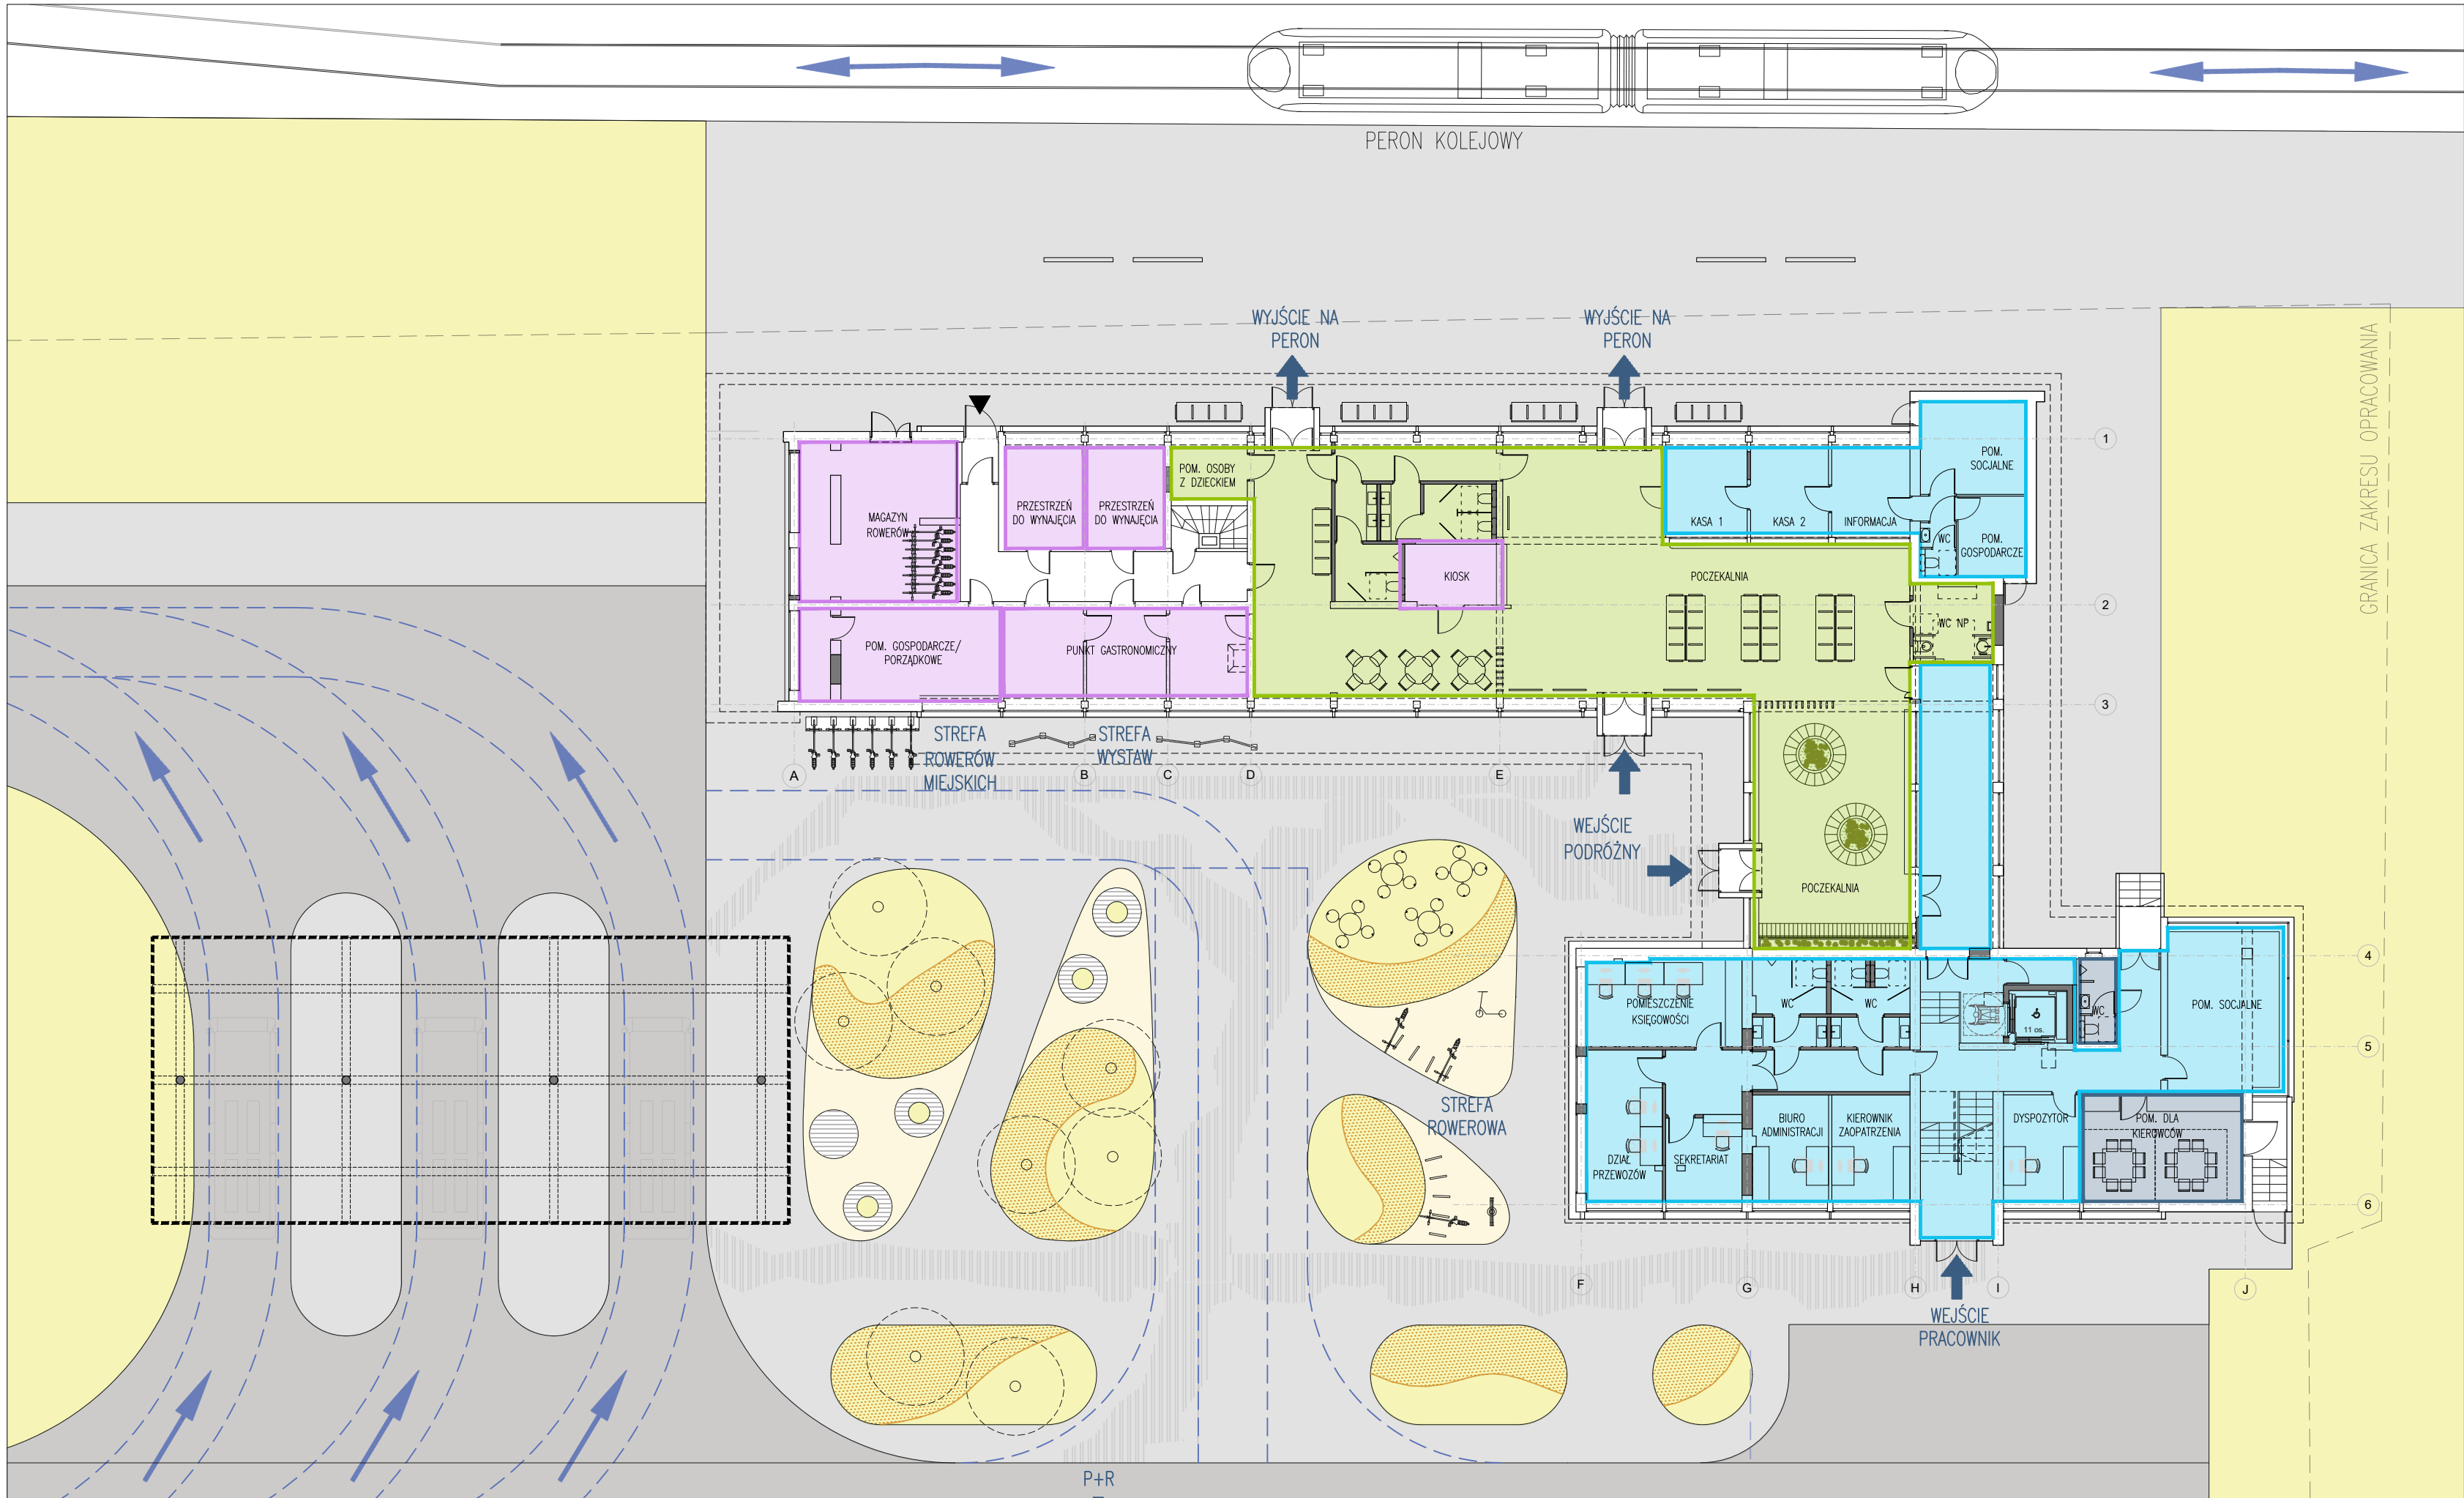 PERON KOLEJOWY
WYJŚCIE NA
PERON
WYJŚCIE NA
PERON
GRANICA ZAKRESU OPRACOWANIA
1
POM.
SOCJALNE
POM. OSOBY
Z DZIECKIEM
PRZESTRZEŃ
DO WYNAJĘCIA
PRZESTRZEŃ
DO WYNAJĘCIA
MAGAZYN
ROWERÓW
KASA 1
KASA 2
INFORMACJA
WC
POM.
GOSPODARCZE
KIOSK
POCZEKALNIA
2
WC NP
POM. GOSPODARCZE/
PORZĄDKOWE
PUNKT GASTRONOMICZNY
3
STREFA
ROWERÓW
MIEJSKICH
STREFA
WYSTAW
A
B
C
D
E
WEJŚCIE
PODRÓŻNY
POCZEKALNIA
4
POMIESZCZENIE
KSIĘGOWOŚCI
WC
WC
11 os.
WC
POM. SOCJALNE
5
STREFA
ROWEROWA
BIURO
ADMINISTRACJI
KIEROWNIK
ZAOPATRZENIA
DYSPOZYTOR
POM. DLA
KIEROWCÓW
DZIAŁ
PRZEWOZÓW
SEKRETARIAT
6
F
G
H
I
J
WEJŚCIE
PRACOWNIK
P+R